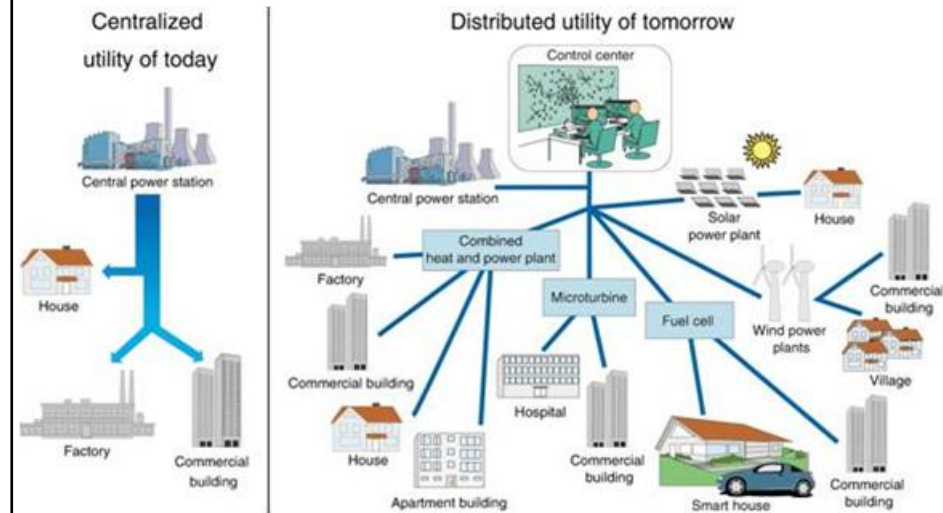 Centralized
utility of today
Central power station
House
Factory
Commercial
building
Distributed utility of tomorrow
Control center
Central power station
Solar
power plant
House
Combined
heat and power plant
Factory
Microturbine
Fuel cell
Wind power
plants
Commercial
building
Village
Commercial building
House
Apartment building
Hospital
Commercial
building
Smart house
Commercial
building